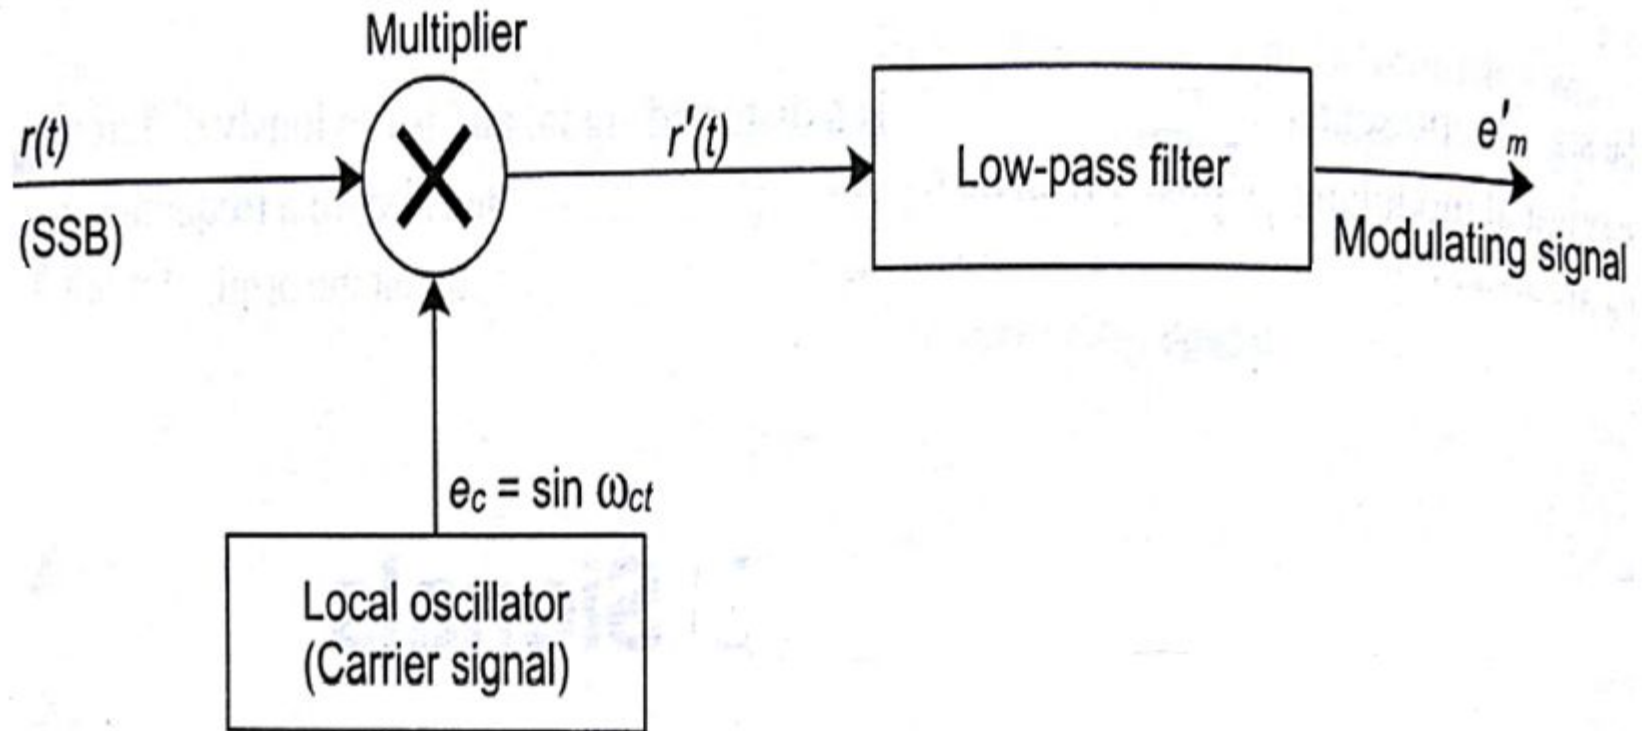 Multiplier
r(t)
(SSB)
r'(t)
Low-pass filter
e'm
Modulating signal
ec = sin ωct
Local oscillator
(Carrier signal)